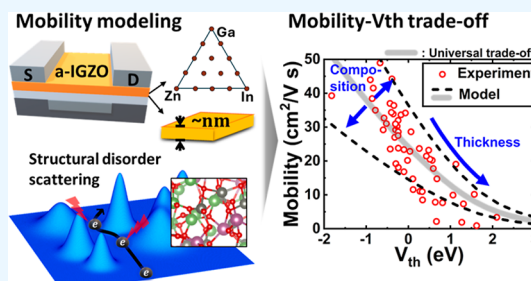 Mobility modeling
S
a-IGZO
D
Ga
Zn
In
~nm
Structural disorder
scattering
e
e
e
Mobility-Vth trade-off
: Universal trade-of
Compo-
sition
Experimen
Model
Thickness
Mobility (cm²/V s)
50
40
30
20
10
0
-2
-1
0
1
2
3
Vth (eV)